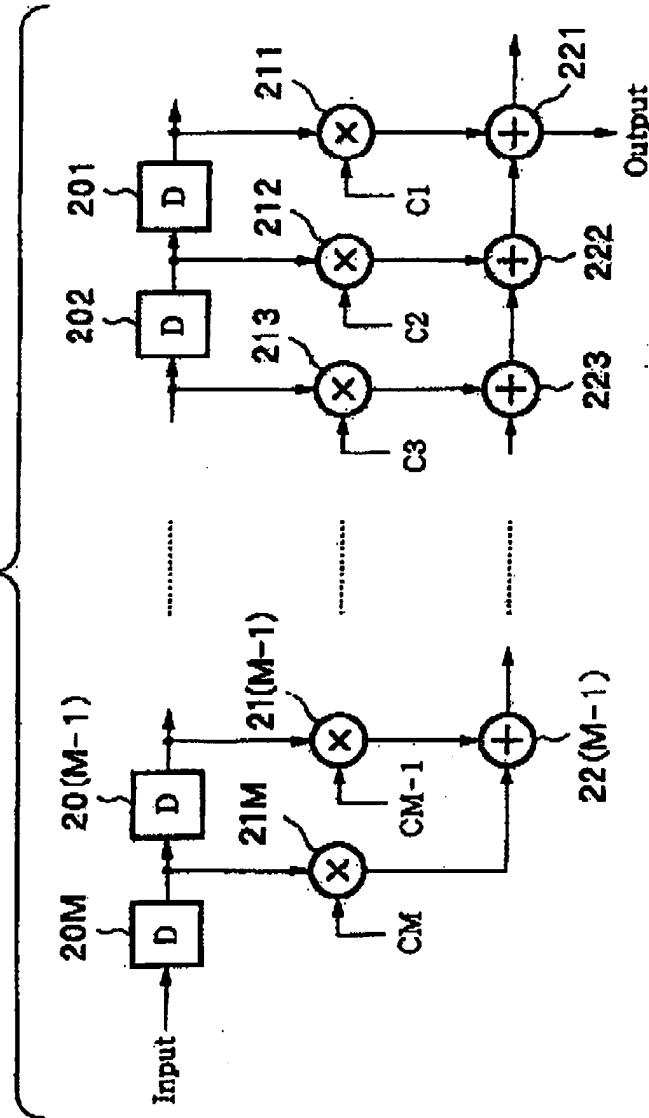 20M 20(M-1) 202 201
D D D D
Input
21M 21(M-1) 213 212 211
× × × × ×
CM CM-1 C3 C2 C1
+ + + +
22(M-1) 223 222 221
Output